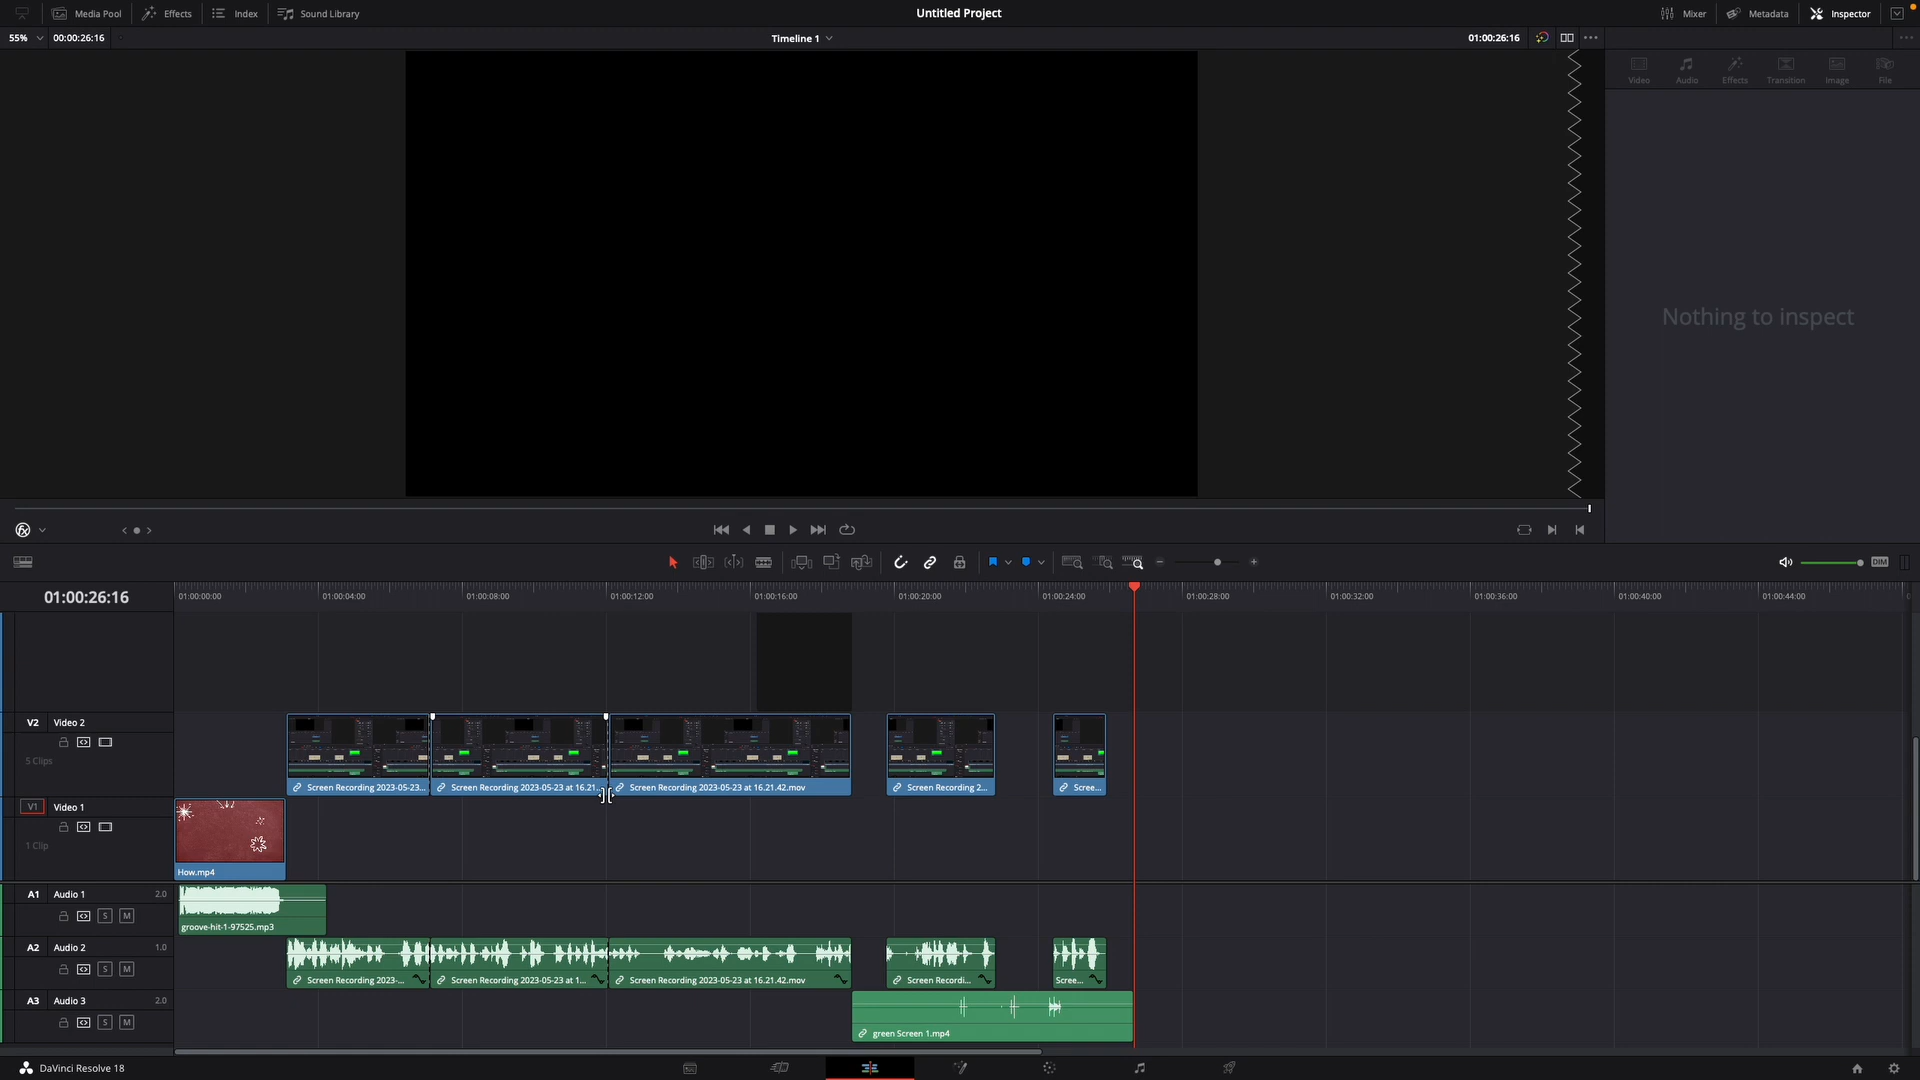 Media Pool Effects Index Sound Library Untitled Project Mixer Metadata Inspector
55% 00:00:26:16 Timeline 1 01:00:26:16
Video Audio Effects Transition Image File
Nothing to inspect
DIM
01:00:26:16 01:00:00:00 01:00:04:00 01:00:08:00 01:00:12:00 01:00:16:00 01:00:20:00 01:00:24:00 01:00:28:00 01:00:32:00 01:00:36:00 01:00:40:00 01:00:44:00
V2 Video 2
5 Clips
Screen Recording 2023-05-23... Screen Recording 2023-05-23 at 16.21... Screen Recording 2023-05-23 at 16.21.42.mov Screen Recording 2... Scree...
V1 Video 1
1 Clip
How.mp4
A1 Audio 1 2.0
S M
groove-hit-1-97525.mp3
A2 Audio 2 1.0
S M
Screen Recording 2023-... Screen Recording 2023-05-23 at 1... Screen Recording 2023-05-23 at 16.21.42.mov Screen Recordi... Scree...
A3 Audio 3 2.0
S M
green Screen 1.mp4
DaVinci Resolve 18